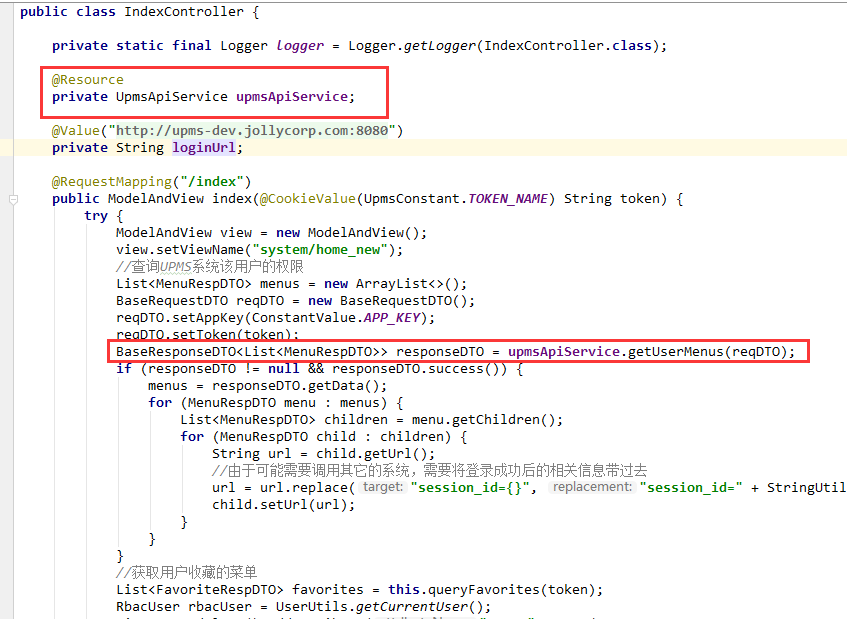 public class IndexController {
private static final Logger logger = Logger.getLogger(IndexController.class);
@Resource
private UpmsApiService upmsApiService;
@Value("http://upms-dev.jollycorp.com:8080")
private String loginUrl;
@RequestMapping("/index")
public ModelAndView index(@CookieValue(UpmsConstant.TOKEN_NAME) String token) {
try {
ModelAndView view = new ModelAndView();
view.setViewName("system/home_new");
//查询UPMS系统该用户的权限
List<MenuRespDTO> menus = new ArrayList<>();
BaseRequestDTO reqDTO = new BaseRequestDTO();
reqDTO.setAppKey(ConstantValue.APP_KEY);
reqDTO.setToken(token);
BaseResponseDTO<List<MenuRespDTO>> responseDTO = upmsApiService.getUserMenus(reqDTO);
if (responseDTO != null && responseDTO.success()) {
menus = responseDTO.getData();
for (MenuRespDTO menu : menus) {
List<MenuRespDTO> children = menu.getChildren();
for (MenuRespDTO child : children) {
String url = child.getUrl();
//由于可能需要调用其它的系统，需要将登录成功后的相关信息带过去
url = url.replace( target: "session_id={}", replacement: "session_id=" + StringUtil
child.setUrl(url);
}
}
}
//获取用户收藏的菜单
List<FavoriteRespDTO> favorites = this.queryFavorites(token);
RbacUser rbacUser = UserUtils.getCurrentUser();